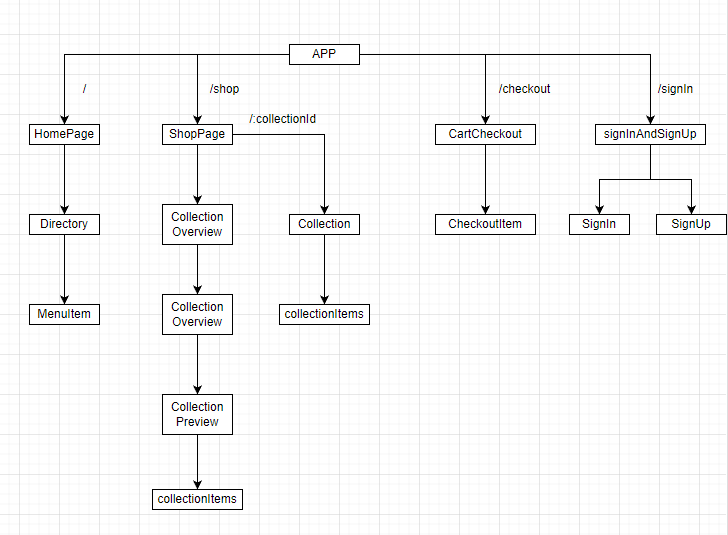 APP
/
/shop
/checkout
/signIn
HomePage
ShopPage
/:collectionId
CartCheckout
signInAndSignUp
Directory
Collection
Overview
Collection
CheckoutItem
SignIn
SignUp
MenuItem
Collection
Overview
collectionItems
Collection
Preview
collectionItems